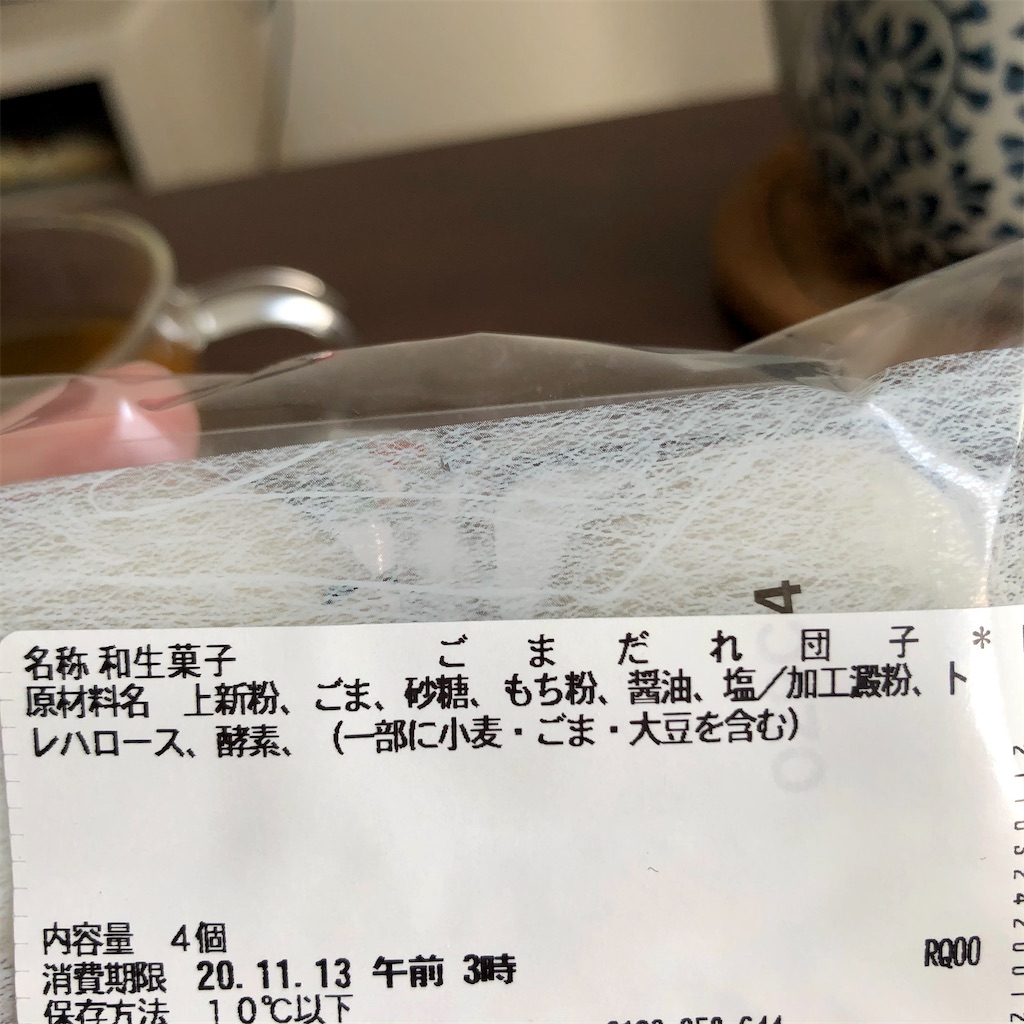 名称 和生菓子 ごまだれ団子 *
原材料名 上新粉、ごま、砂糖、もち粉、醤油、塩/加工澱粉、ト
レハロース、酵素、(一部に小麦・ごま・大豆を含む)
内容量 4個
RQ00
消費期限 20.11.13 午前 3時
保存方法 10℃以下